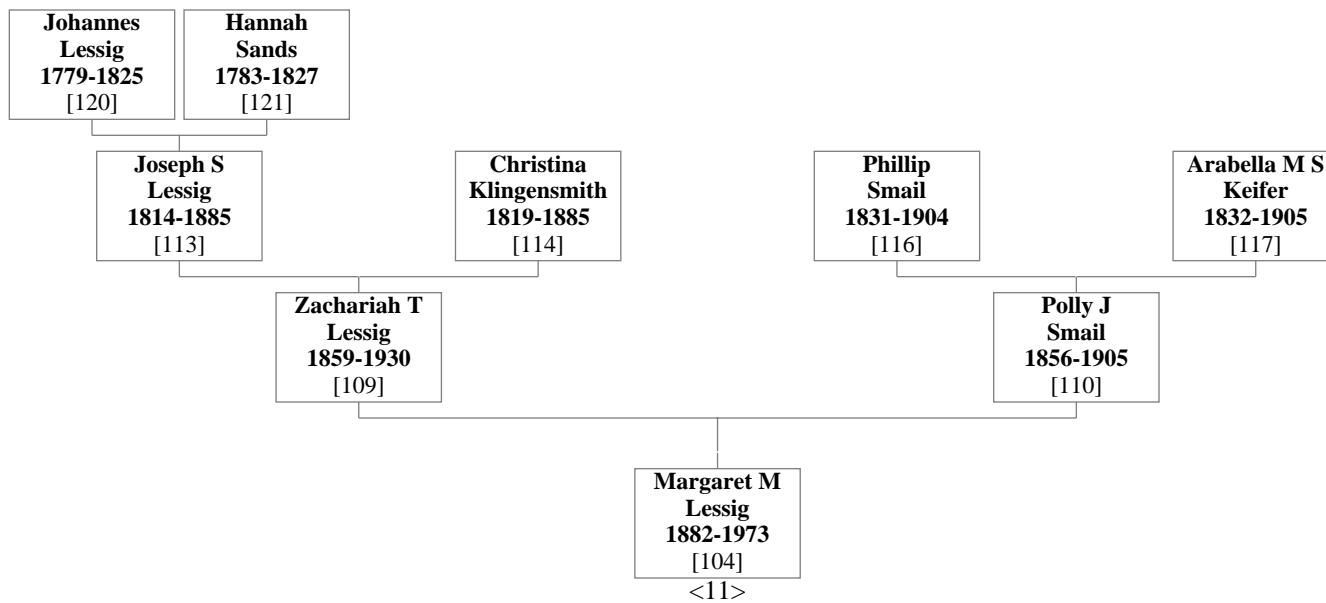 Johannes
Lessig
1779-1825
[120]
Hannah
Sands
1783-1827
[121]
Joseph S
Lessig
1814-1885
[113]
Christina
Klingensmith
1819-1885
[114]
Phillip
Smail
1831-1904
[116]
Arabella M S
Keifer
1832-1905
[117]
Zachariah T
Lessig
1859-1930
[109]
Polly J
Smail
1856-1905
[110]
Margaret M
Lessig
1882-1973
[104]
<11>